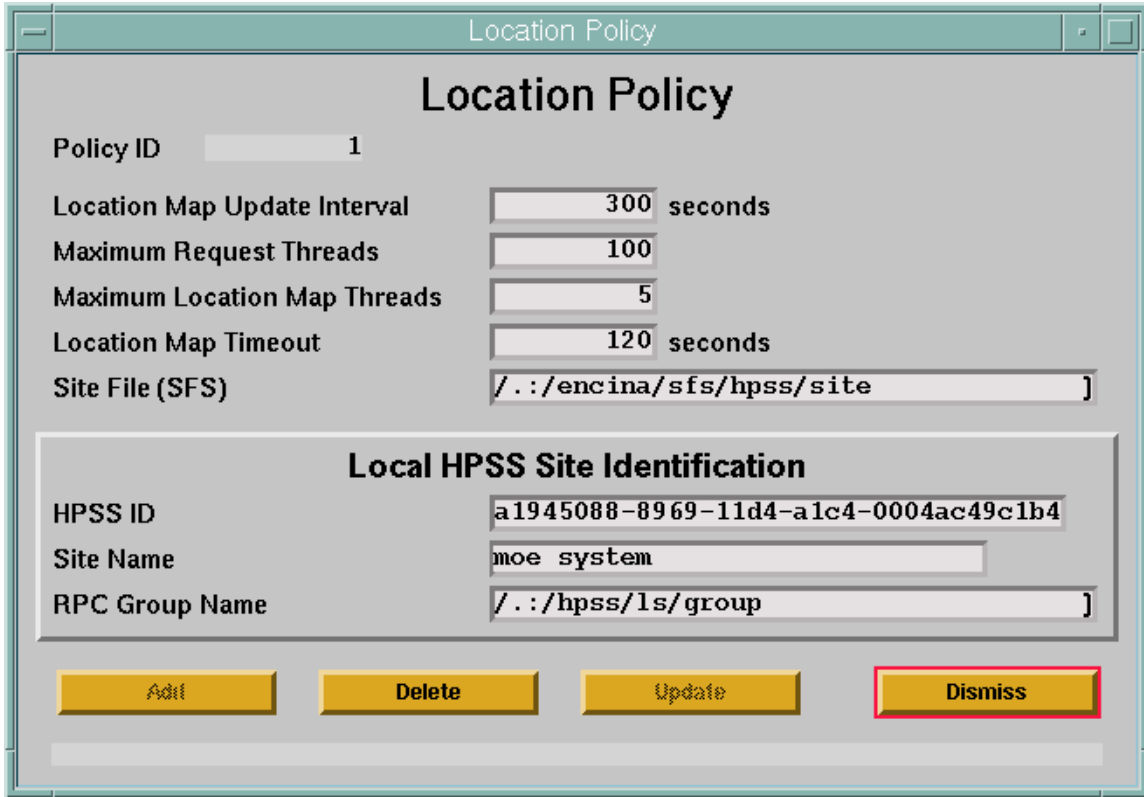 Location Policy
Location Policy
Policy ID 1
Location Map Update Interval 300 seconds
Maximum Request Threads 100
Maximum Location Map Threads 5
Location Map Timeout 120 seconds
Site File (SFS) /.:/encina/sfs/hpss/site ]
Local HPSS Site Identification
HPSS ID a1945088-8969-11d4-a1c4-0004ac49c1b4
Site Name moe system
RPC Group Name /.:/hpss/ls/group ]
Add Delete Update Dismiss